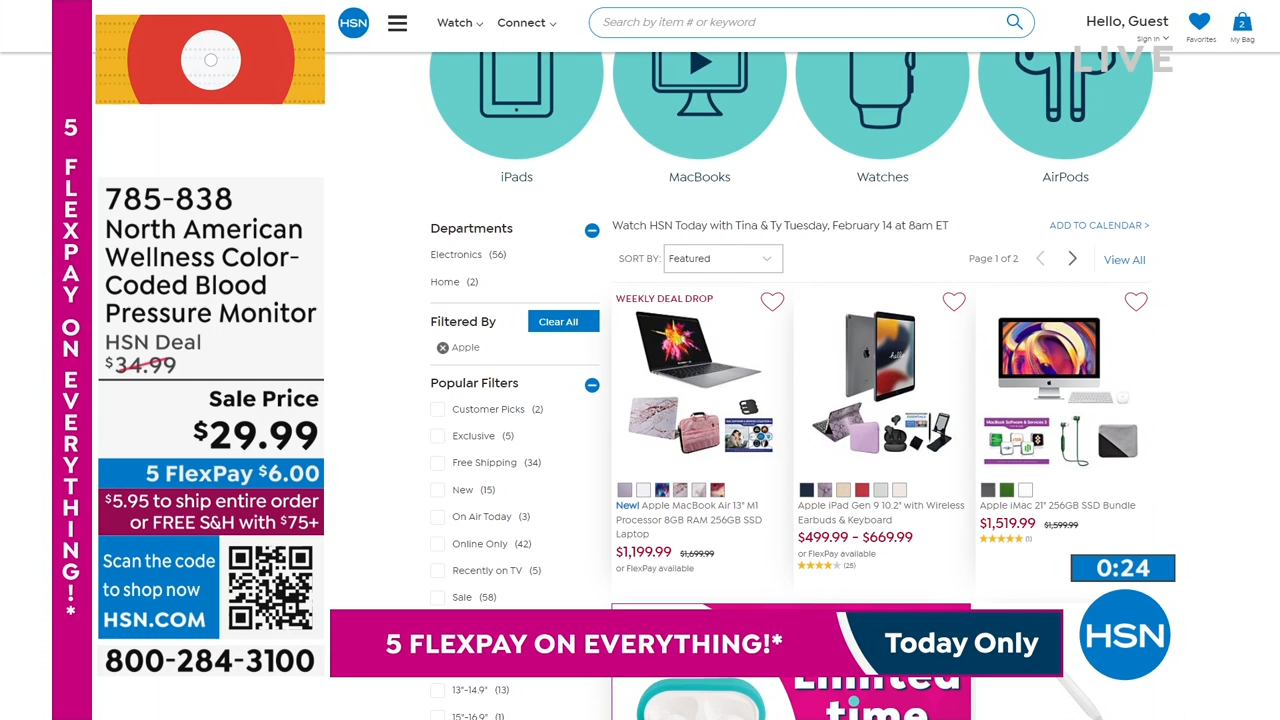 5 FLEXPAY ON EVERYTHING!*
785-838
North American
Wellness Color-
Coded Blood
Pressure Monitor
HSN Deal
$34.99
Sale Price
$29.99
5 FlexPay $6.00
$5.95 to ship entire order
or FREE S&H with $75+
Scan the code
to shop now
HSN.COM
800-284-3100
HSN
Watch
Connect
Search by item # or keyword
Hello, Guest
Sign In
Favorites
2
My Bag
LIVE
iPads
MacBooks
Watches
AirPods
Departments
Electronics (56)
Home (2)
Filtered By
Clear All
Apple
Popular Filters
Customer Picks (2)
Exclusive (5)
Free Shipping (34)
New (15)
On Air Today (3)
Online Only (42)
Recently on TV (5)
Sale (58)
13"-14.9" (13)
15"-16.9" (1)
Watch HSN Today with Tina & Ty Tuesday, February 14 at 8am ET
ADD TO CALENDAR >
SORT BY: Featured
Page 1 of 2
View All
WEEKLY DEAL DROP
New! Apple MacBook Air 13" M1
Processor 8GB RAM 256GB SSD
Laptop
$1,199.99 $1,699.99
or FlexPay available
hello
Apple iPad Gen 9 10.2" with Wireless
Earbuds & Keyboard
$499.99 - $669.99
or FlexPay available
(25)
Apple iMac 21" 256GB SSD Bundle
$1,519.99 $1,599.99
(1)
0:24
5 FLEXPAY ON EVERYTHING!*
Today Only
HSN
Limited
time